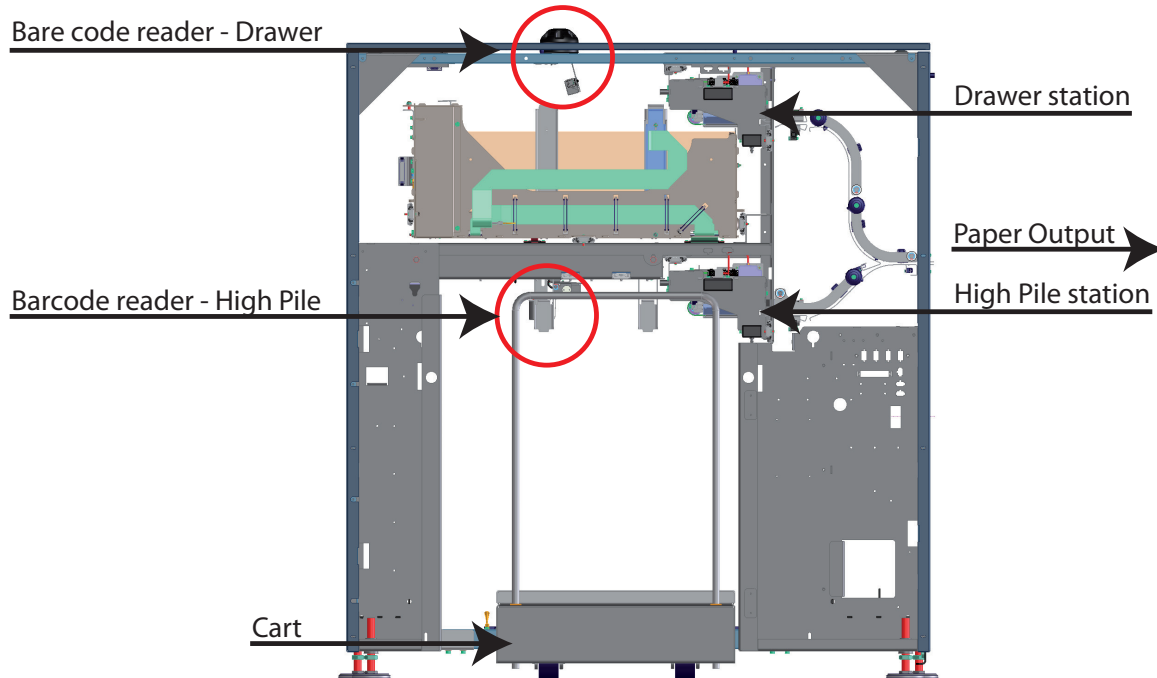 Bare code reader - Drawer
Drawer station
Paper Output
Barcode reader - High Pile
High Pile station
Cart